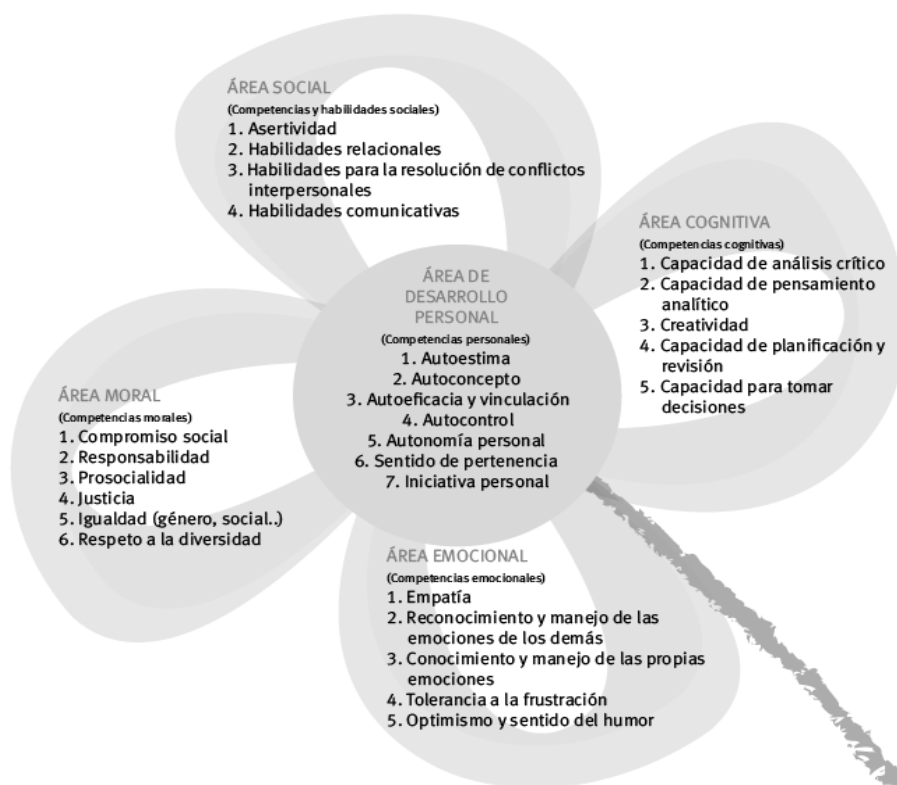 ÁREA SOCIAL
(Competencias y habilidades sociales)
1. Asertividad
2. Habilidades relacionales
3. Habilidades para la resolución de conflictos
interpersonales
4. Habilidades comunicativas
ÁREA COGNITIVA
(Competencias cognitivas)
1. Capacidad de análisis crítico
2. Capacidad de pensamiento
analítico
3. Creatividad
4. Capacidad de planificación y
revisión
5. Capacidad para tomar
decisiones
ÁREA DE
DESARROLLO
PERSONAL
(Competencias personales)
1. Autoestima
2. Autoconcepto
3. Autoeficacia y vinculación
4. Autocontrol
5. Autonomía personal
6. Sentido de pertenencia
7. Iniciativa personal
ÁREA MORAL
(Competencias morales)
1. Compromiso social
2. Responsabilidad
3. Prosocialidad
4. Justicia
5. Igualdad (género, social..)
6. Respeto a la diversidad
ÁREA EMOCIONAL
(Competencias emocionales)
1. Empatía
2. Reconocimiento y manejo de las
emociones de los demás
3. Conocimiento y manejo de las propias
emociones
4. Tolerancia a la frustración
5. Optimismo y sentido del humor